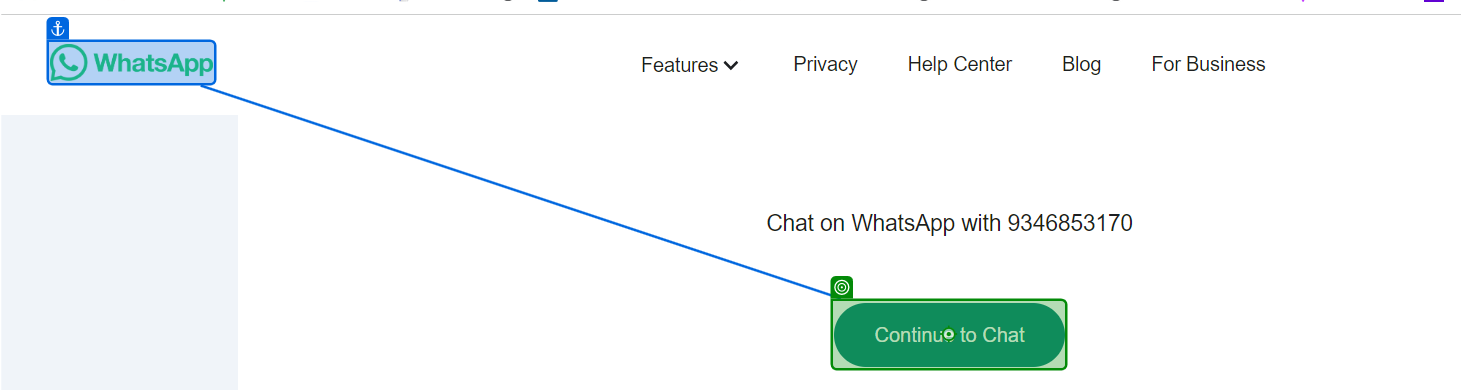 WhatsApp
Features Privacy Help Center Blog For Business
Chat on WhatsApp with 9346853170
Continue to Chat